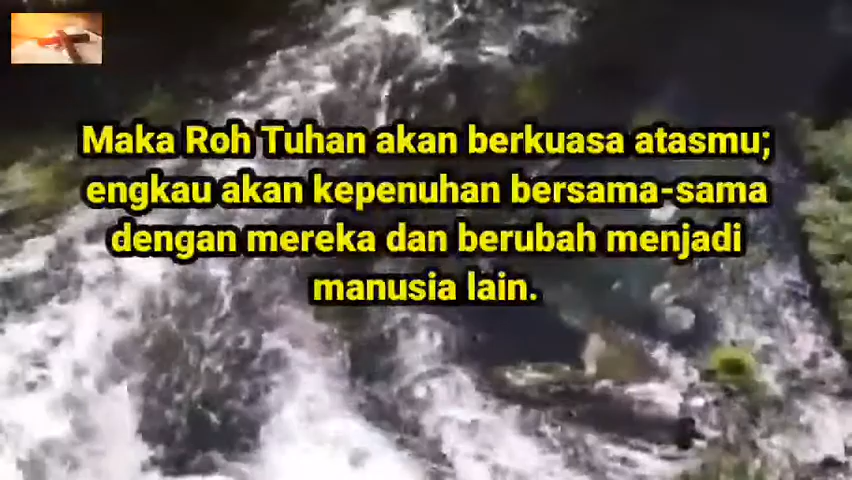 Maka Roh Tuhan akan berkuasa atasmu;
engkau akan kepenuhan bersama-sama
dengan mereka dan berubah menjadi
manusia lain.